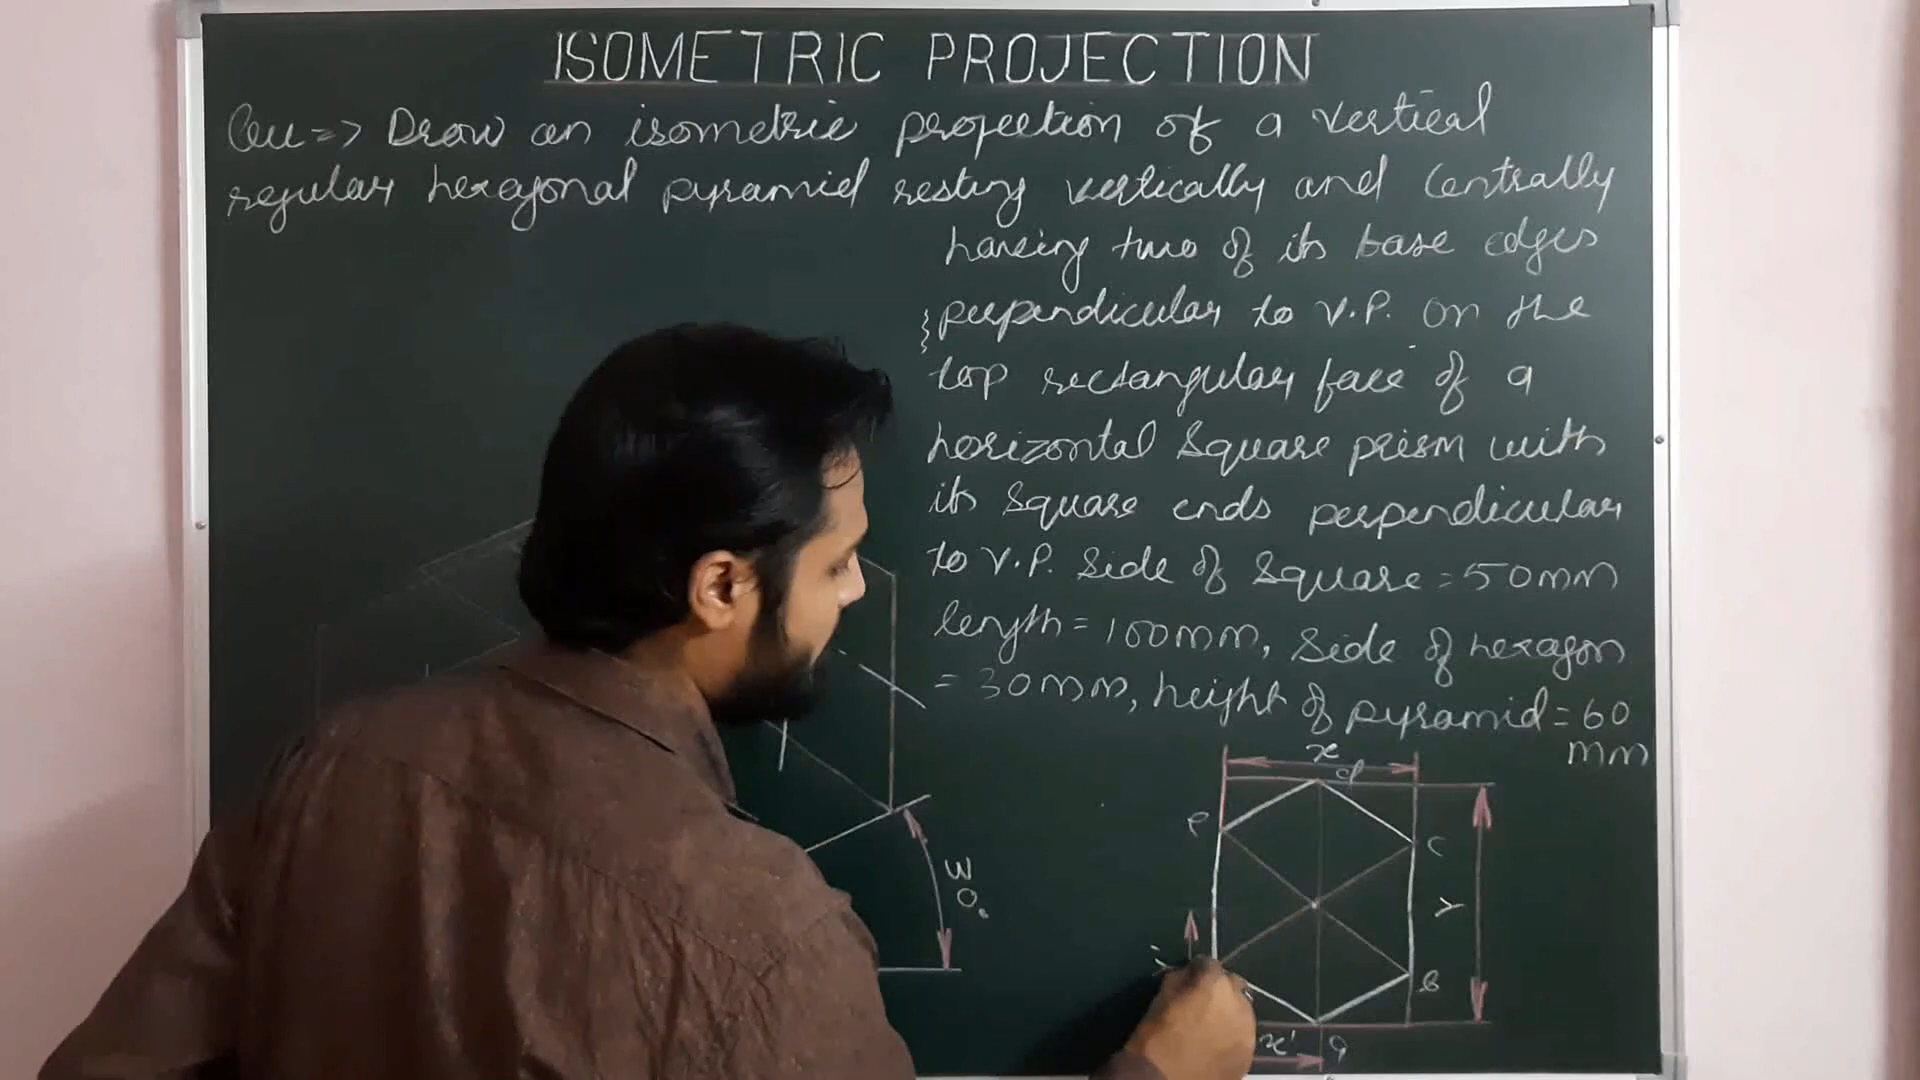 ISOMETRIC PROJECTION
Que => Draw an isometric projection of a vertical
regular hexagonal pyramid resting vertically and centrally
having two of its base edges
perpendicular to V.P. on the
top rectangular face of a
horizontal square prism with
its square ends perpendicular
to V.P. Side of square = 50mm
length = 100mm, side of hexagon
= 30mm, height of pyramid = 60
mm
x
d
e
c
y
w
B
x'
a